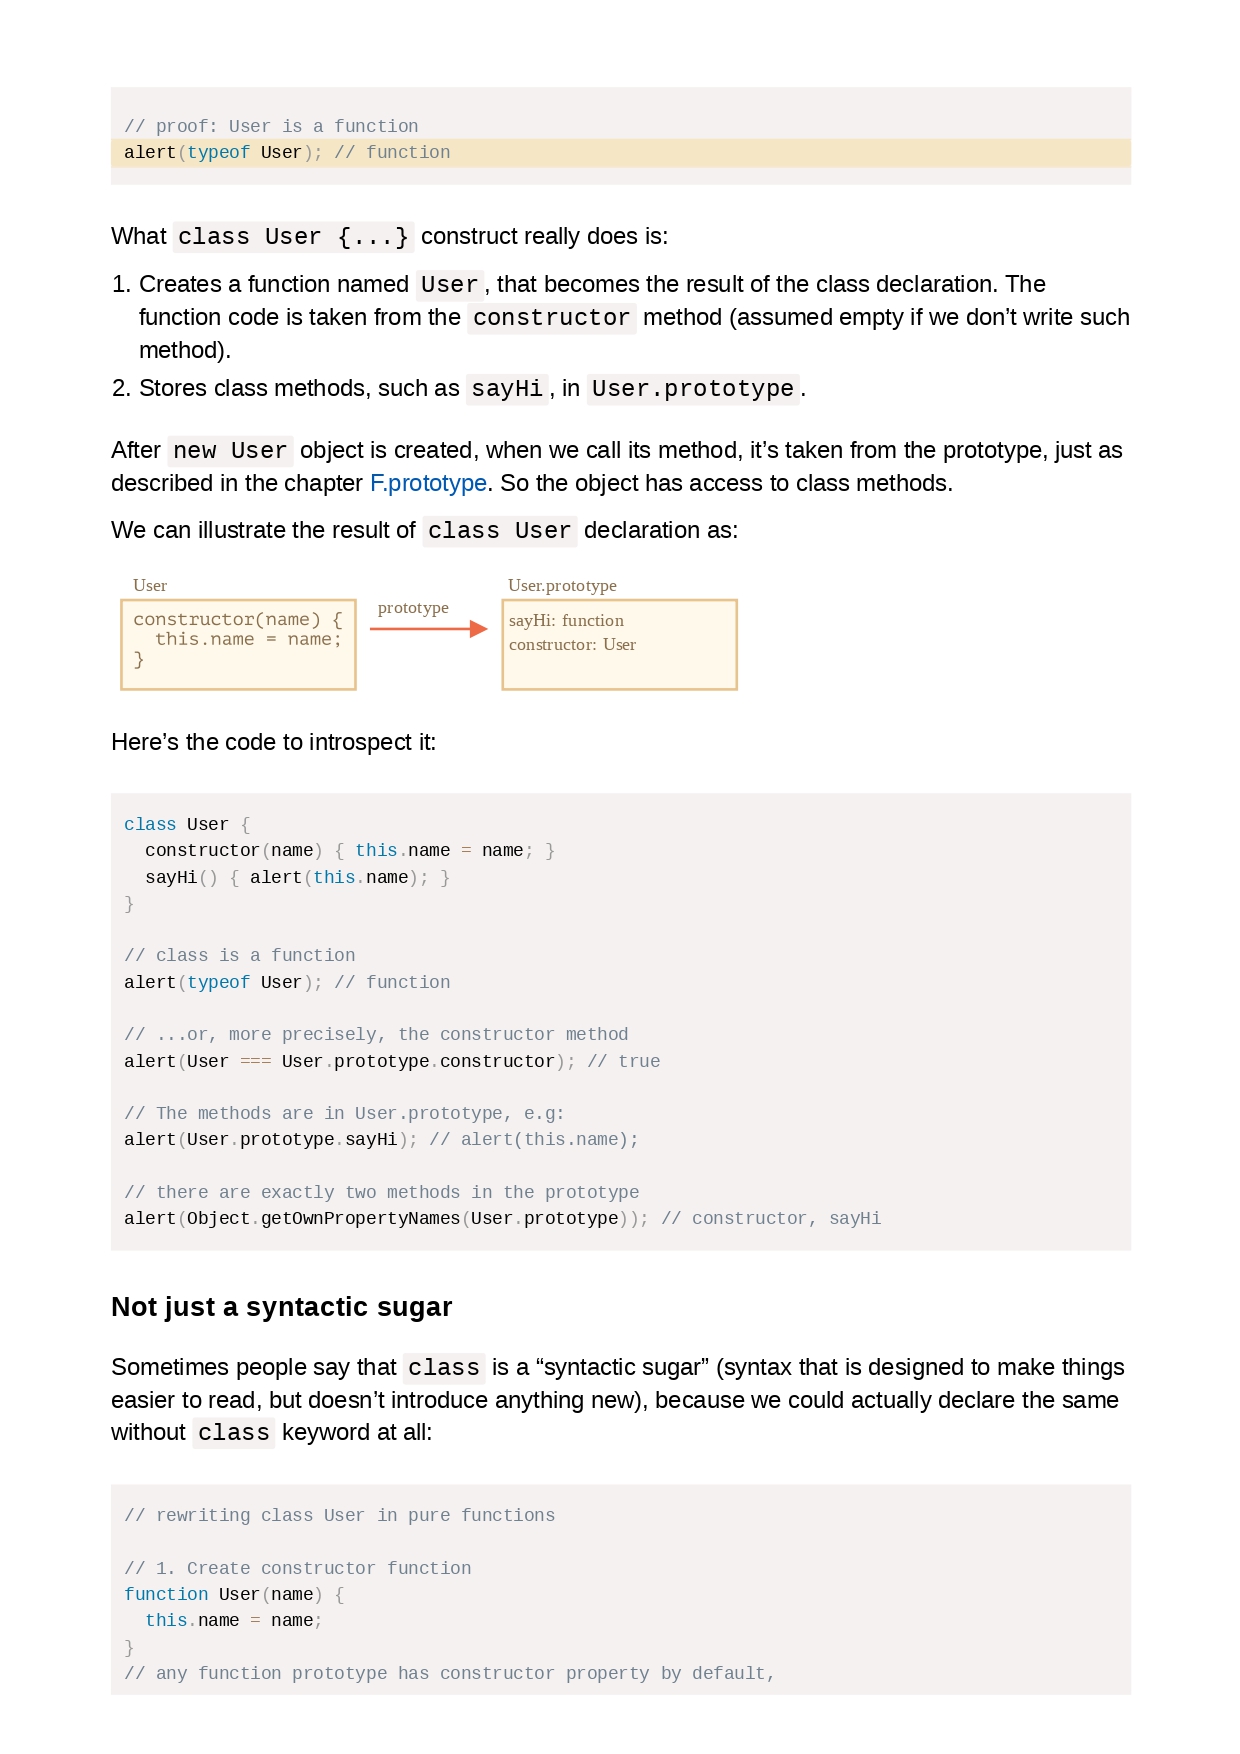 // proof: User is a function
alert(typeof User); // function
What class User {...} construct really does is:
1. Creates a function named User, that becomes the result of the class declaration. The
function code is taken from the constructor method (assumed empty if we don’t write such
method).
2. Stores class methods, such as sayHi, in User.prototype.
After new User object is created, when we call its method, it’s taken from the prototype, just as
described in the chapter F.prototype. So the object has access to class methods.
We can illustrate the result of class User declaration as:
User
constructor(name) {
  this.name = name;
}
prototype
User.prototype
sayHi: function
constructor: User
Here’s the code to introspect it:
class User {
  constructor(name) { this.name = name; }
  sayHi() { alert(this.name); }
}
// class is a function
alert(typeof User); // function
// ...or, more precisely, the constructor method
alert(User === User.prototype.constructor); // true
// The methods are in User.prototype, e.g:
alert(User.prototype.sayHi); // alert(this.name);
// there are exactly two methods in the prototype
alert(Object.getOwnPropertyNames(User.prototype)); // constructor, sayHi
Not just a syntactic sugar
Sometimes people say that class is a “syntactic sugar” (syntax that is designed to make things
easier to read, but doesn’t introduce anything new), because we could actually declare the same
without class keyword at all:
// rewriting class User in pure functions
// 1. Create constructor function
function User(name) {
  this.name = name;
}
// any function prototype has constructor property by default,